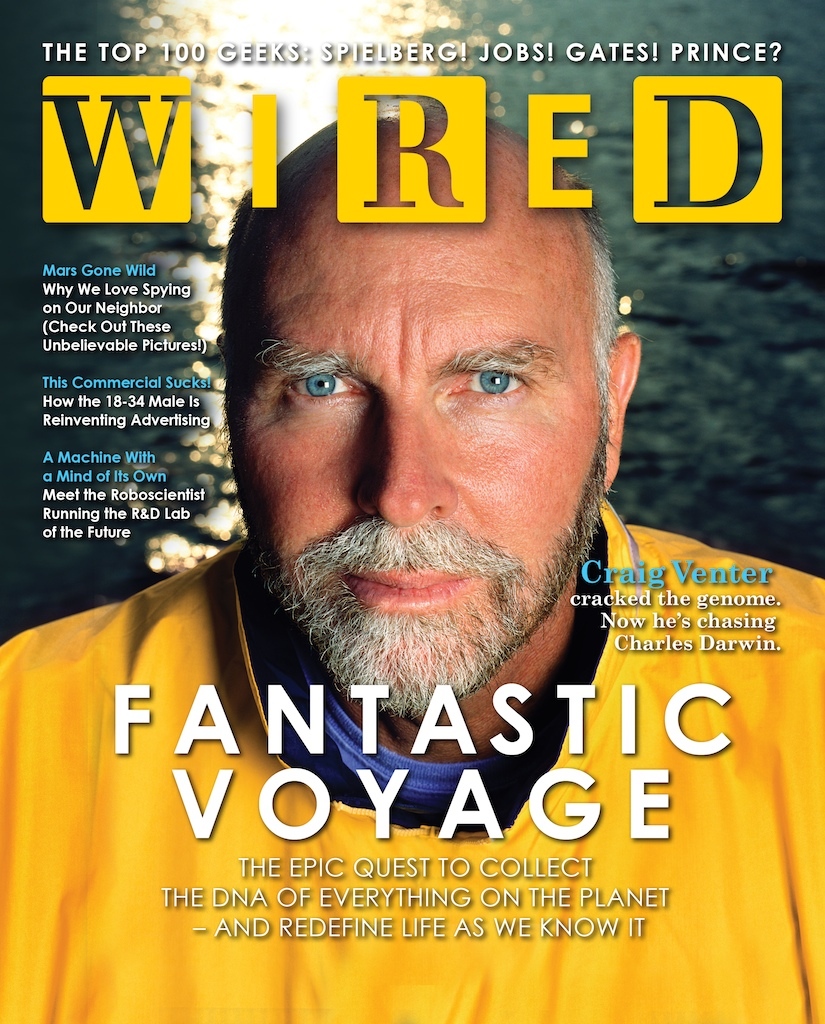 THE TOP 100 GEEKS: SPIELBERG! JOBS! GATES! PRINCE?
WIRED
Mars Gone Wild
Why We Love Spying
on Our Neighbor
(Check Out These
Unbelievable Pictures!)
This Commercial Sucks!
How the 18-34 Male Is
Reinventing Advertising
A Machine With
a Mind of Its Own
Meet the Roboscientist
Running the R&D Lab
of the Future
Craig Venter
cracked the genome.
Now he's chasing
Charles Darwin.
FANTASTIC
VOYAGE
THE EPIC QUEST TO COLLECT
THE DNA OF EVERYTHING ON THE PLANET
– AND REDEFINE LIFE AS WE KNOW IT